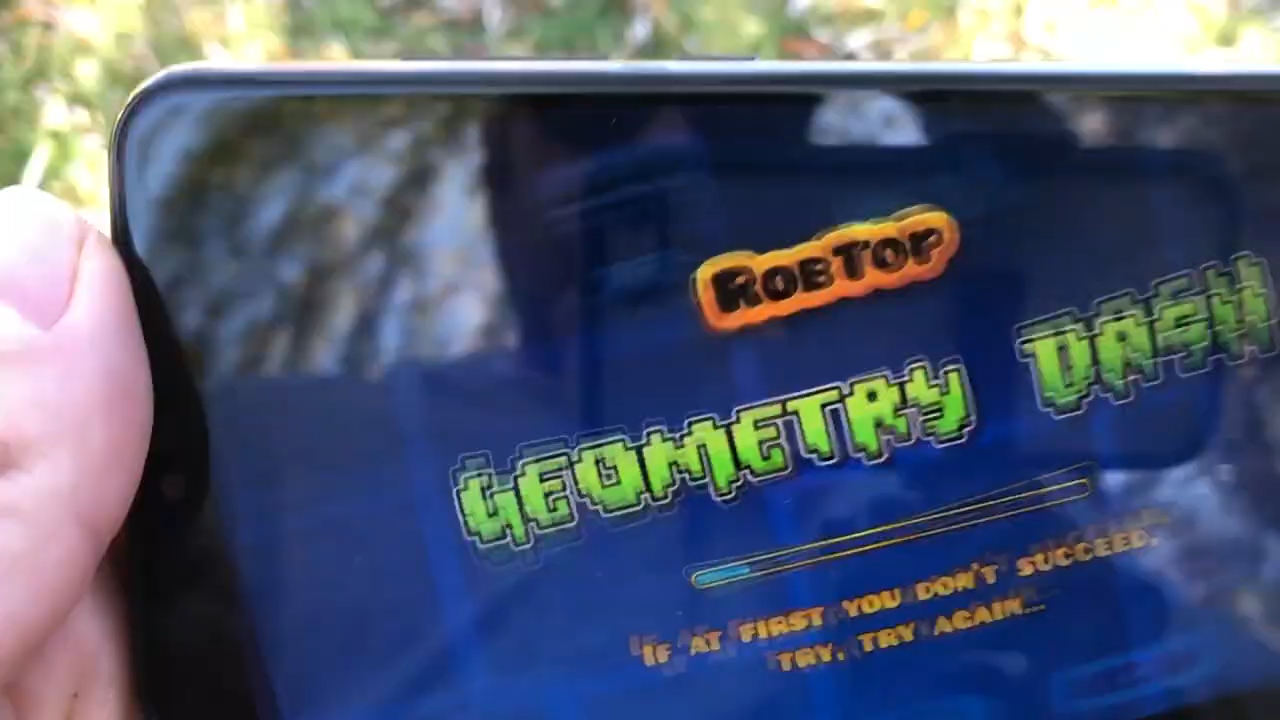 ROBTOP
GEOMETRY DASH
IF AT FIRST YOU DON'T SUCCEED,
TRY, TRY AGAIN...